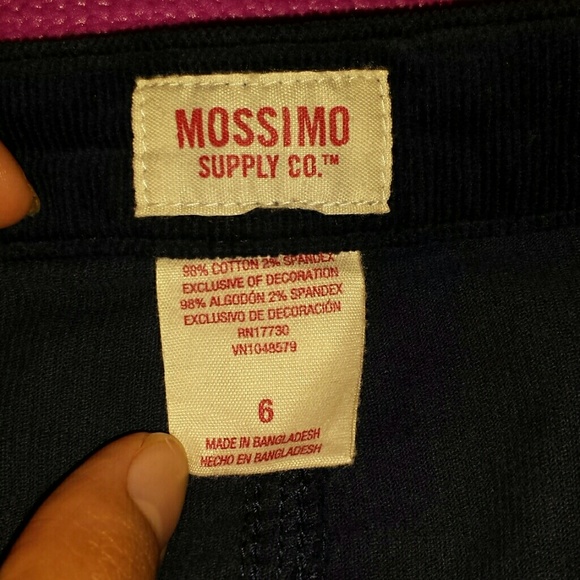 MOSSIMO
SUPPLY CO.™
98% COTTON 2% SPANDEX
EXCLUSIVE OF DECORATION
98% ALGODÓN 2% SPANDEX
EXCLUSIVO DE DECORACIÓN
RN17730
VN1048579
6
MADE IN BANGLADESH
HECHO EN BANGLADESH